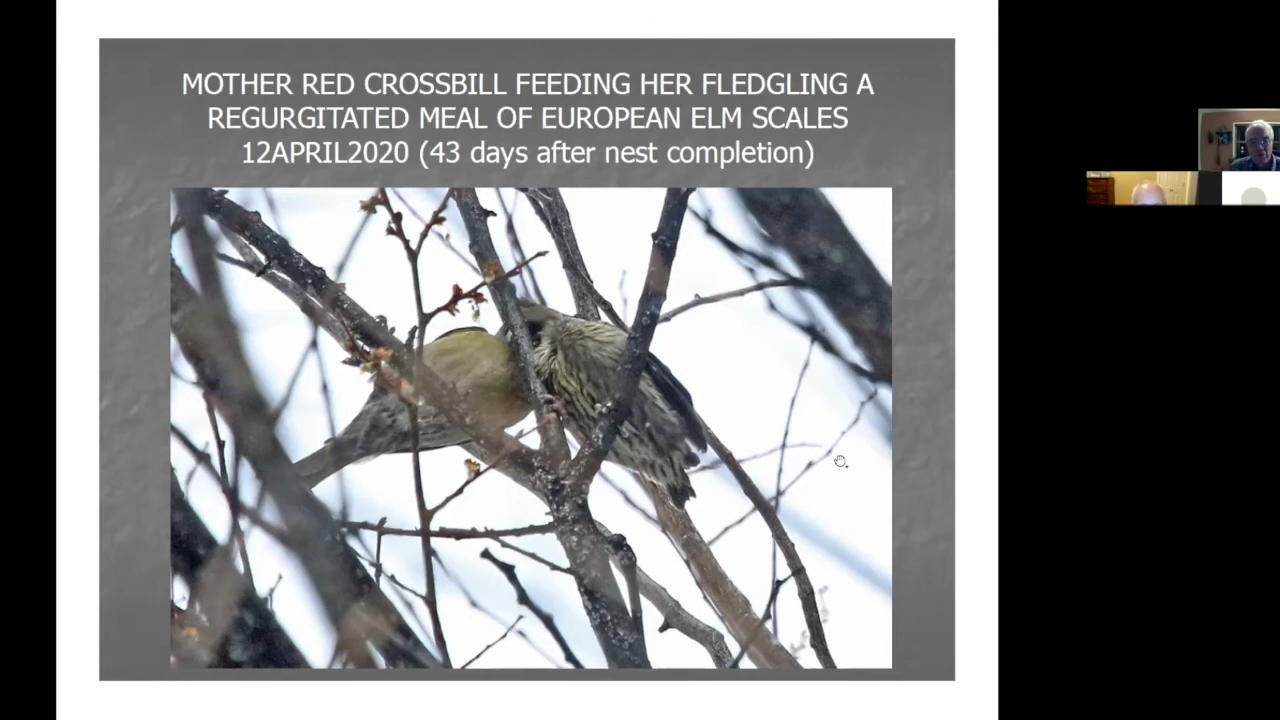 MOTHER RED CROSSBILL FEEDING HER FLEDGLING A
REGURGITATED MEAL OF EUROPEAN ELM SCALES
12APRIL2020 (43 days after nest completion)